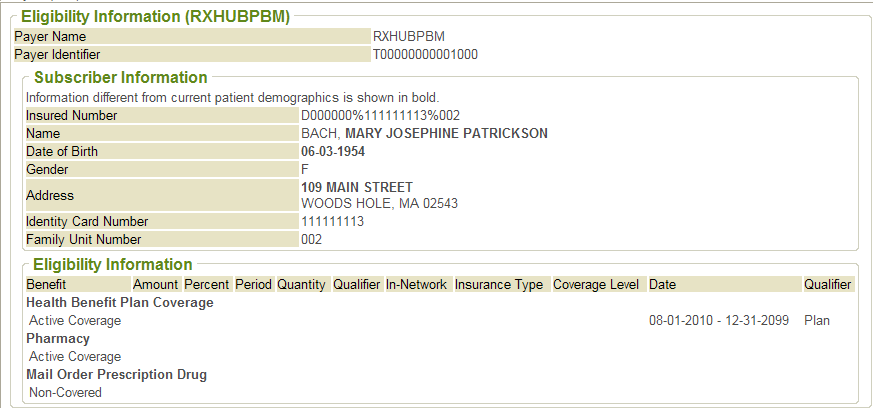 Eligibility Information (RXHUBPBM)
Payer Name RXHUBPBM
Payer Identifier T00000000001000
Subscriber Information
Information different from current patient demographics is shown in bold.
Insured Number D000000%111111113%002
Name BACH, MARY JOSEPHINE PATRICKSON
Date of Birth 06-03-1954
Gender F
Address 109 MAIN STREET
WOODS HOLE, MA 02543
Identity Card Number 111111113
Family Unit Number 002
Eligibility Information
Benefit Amount Percent Period Quantity Qualifier In-Network Insurance Type Coverage Level Date Qualifier
Health Benefit Plan Coverage
Active Coverage 08-01-2010 - 12-31-2099 Plan
Pharmacy
Active Coverage
Mail Order Prescription Drug
Non-Covered